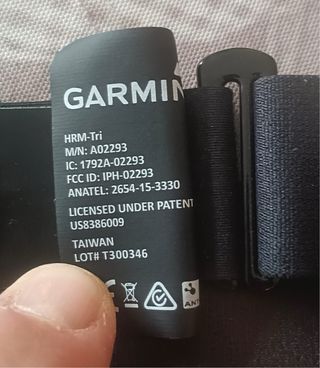 GARMIN
HRM-Tri
M/N: A02293
IC: 1792A-02293
FCC ID: IPH-02293
ANATEL: 2654-15-3330
LICENSED UNDER PATENT
US8386009
TAIWAN
LOT# T300346
ANT